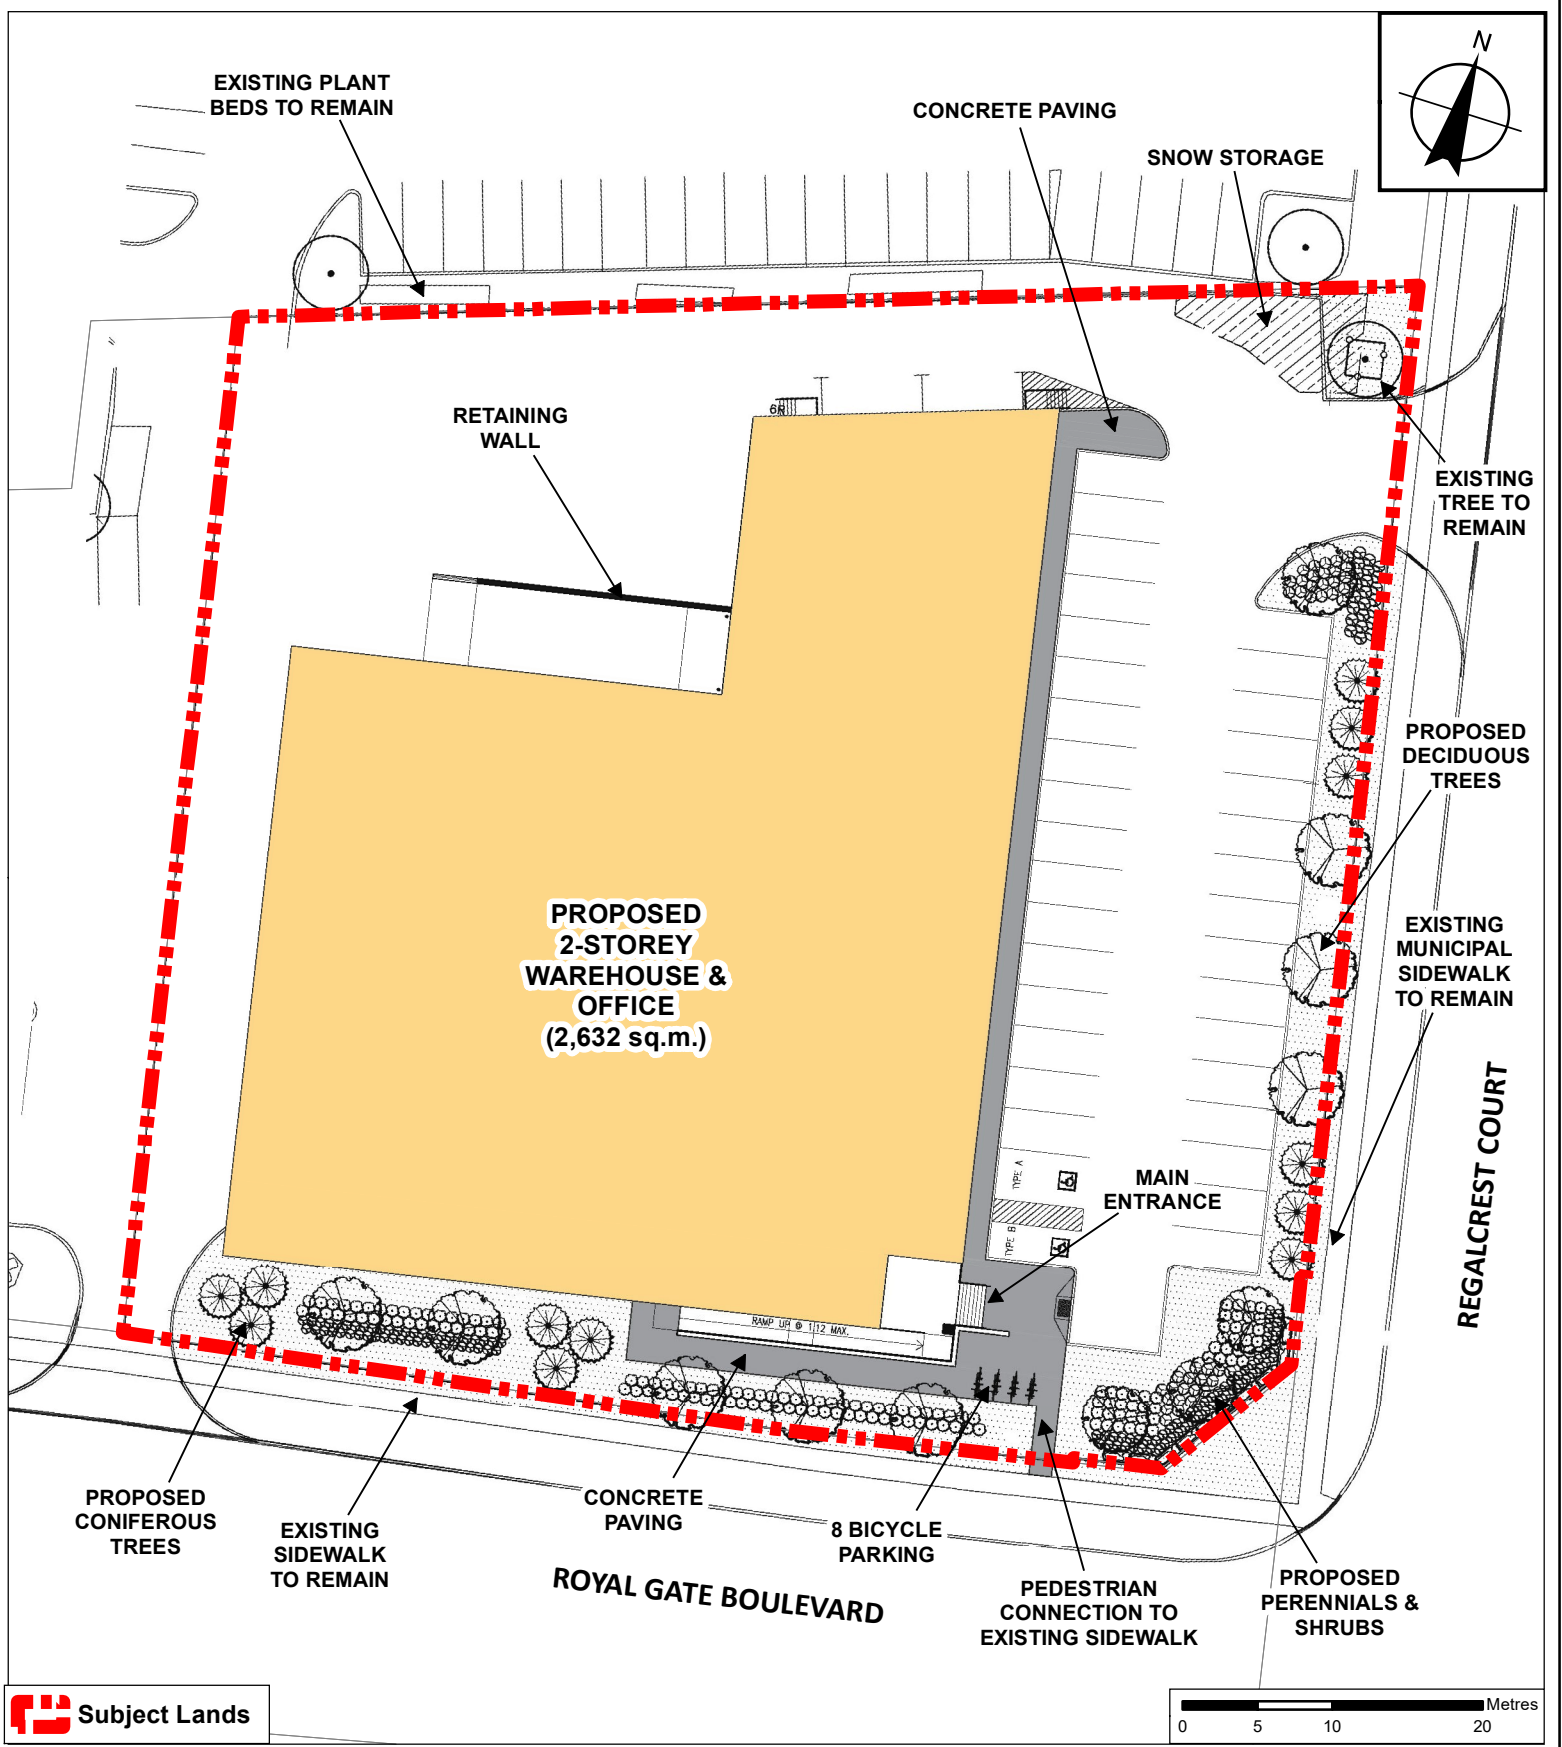 N
EXISTING PLANT
BEDS TO REMAIN
CONCRETE PAVING
SNOW STORAGE
6R
RETAINING
WALL
EXISTING
TREE TO
REMAIN
PROPOSED
DECIDUOUS
TREES
PROPOSED
2-STOREY
WAREHOUSE &
OFFICE
(2,632 sq.m.)
EXISTING
MUNICIPAL
SIDEWALK
TO REMAIN
REGALCREST COURT
TYPE A
MAIN
ENTRANCE
TYPE B
RAMP UP @ 1:12 MAX.
PROPOSED
CONIFEROUS
TREES
EXISTING
SIDEWALK
TO REMAIN
CONCRETE
PAVING
8 BICYCLE
PARKING
PEDESTRIAN
CONNECTION TO
EXISTING SIDEWALK
PROPOSED
PERENNIALS &
SHRUBS
ROYAL GATE BOULEVARD
Subject Lands
Metres
0 5 10 20